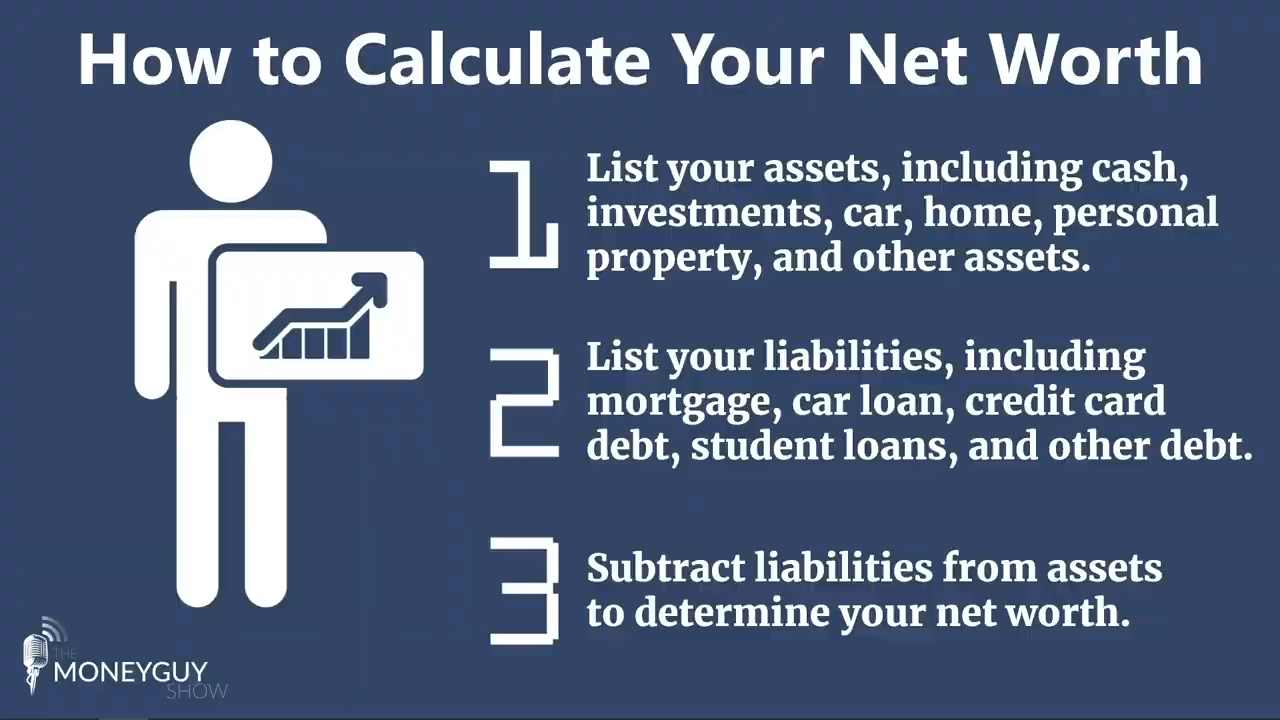 How to Calculate Your Net Worth
1
List your assets, including cash,
investments, car, home, personal
property, and other assets.
2
List your liabilities, including
mortgage, car loan, credit card
debt, student loans, and other debt.
3
Subtract liabilities from assets
to determine your net worth.
THE
MONEYGUY
SHOW